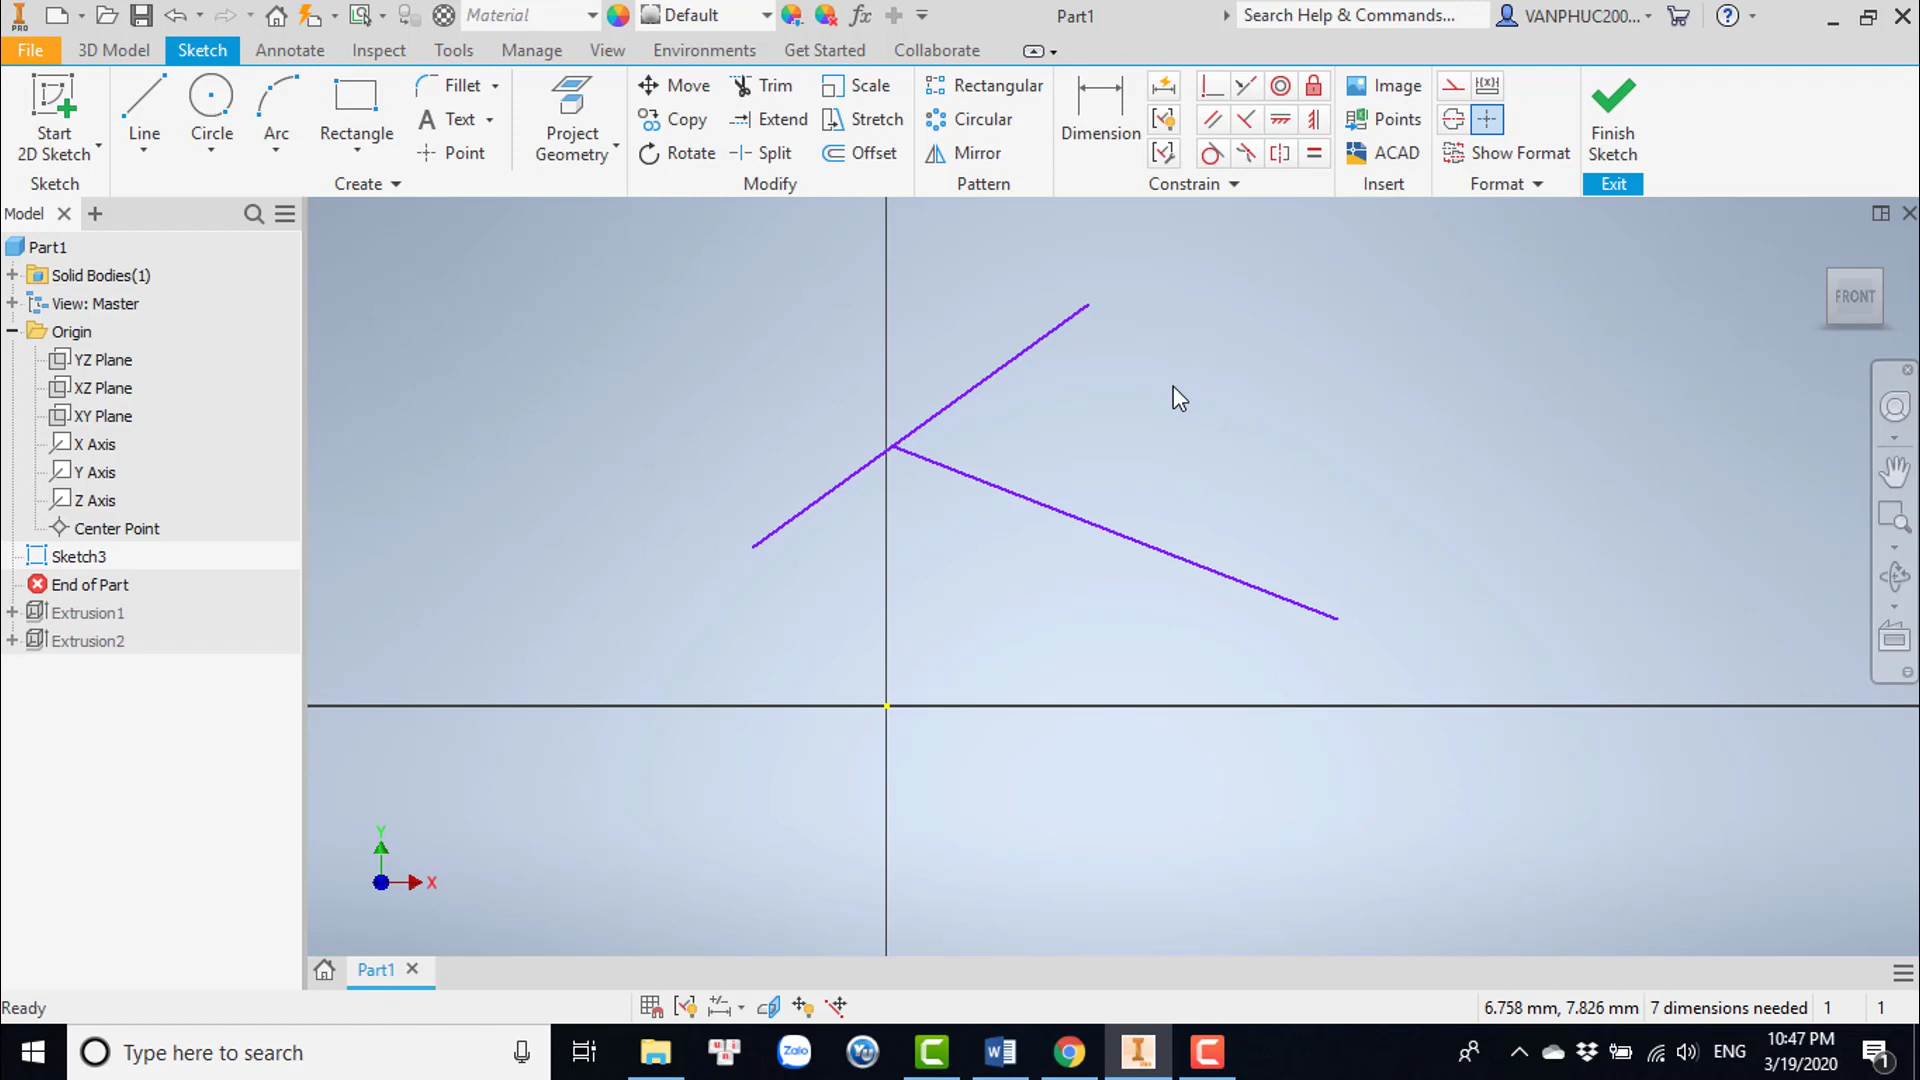 PRO
Material
Default
fx
Part1
Search Help & Commands...
VANPHUC200...
File
3D Model
Sketch
Annotate
Inspect
Tools
Manage
View
Environments
Get Started
Collaborate
Start
2D Sketch
Line
Circle
Arc
Rectangle
Fillet
Text
Point
Project
Geometry
Move
Copy
Rotate
Trim
Extend
Split
Scale
Stretch
Offset
Rectangular
Circular
Mirror
Dimension
Image
Points
ACAD
Show Format
Finish
Sketch
Sketch
Create
Modify
Pattern
Constrain
Insert
Format
Exit
Model
Part1
Solid Bodies(1)
View: Master
Origin
YZ Plane
XZ Plane
XY Plane
X Axis
Y Axis
Z Axis
Center Point
Sketch3
End of Part
Extrusion1
Extrusion2
FRONT
Y
X
Part1
Ready
6.758 mm, 7.826 mm
7 dimensions needed
1
1
Type here to search
Zalo
ENG
10:47 PM
3/19/2020
1